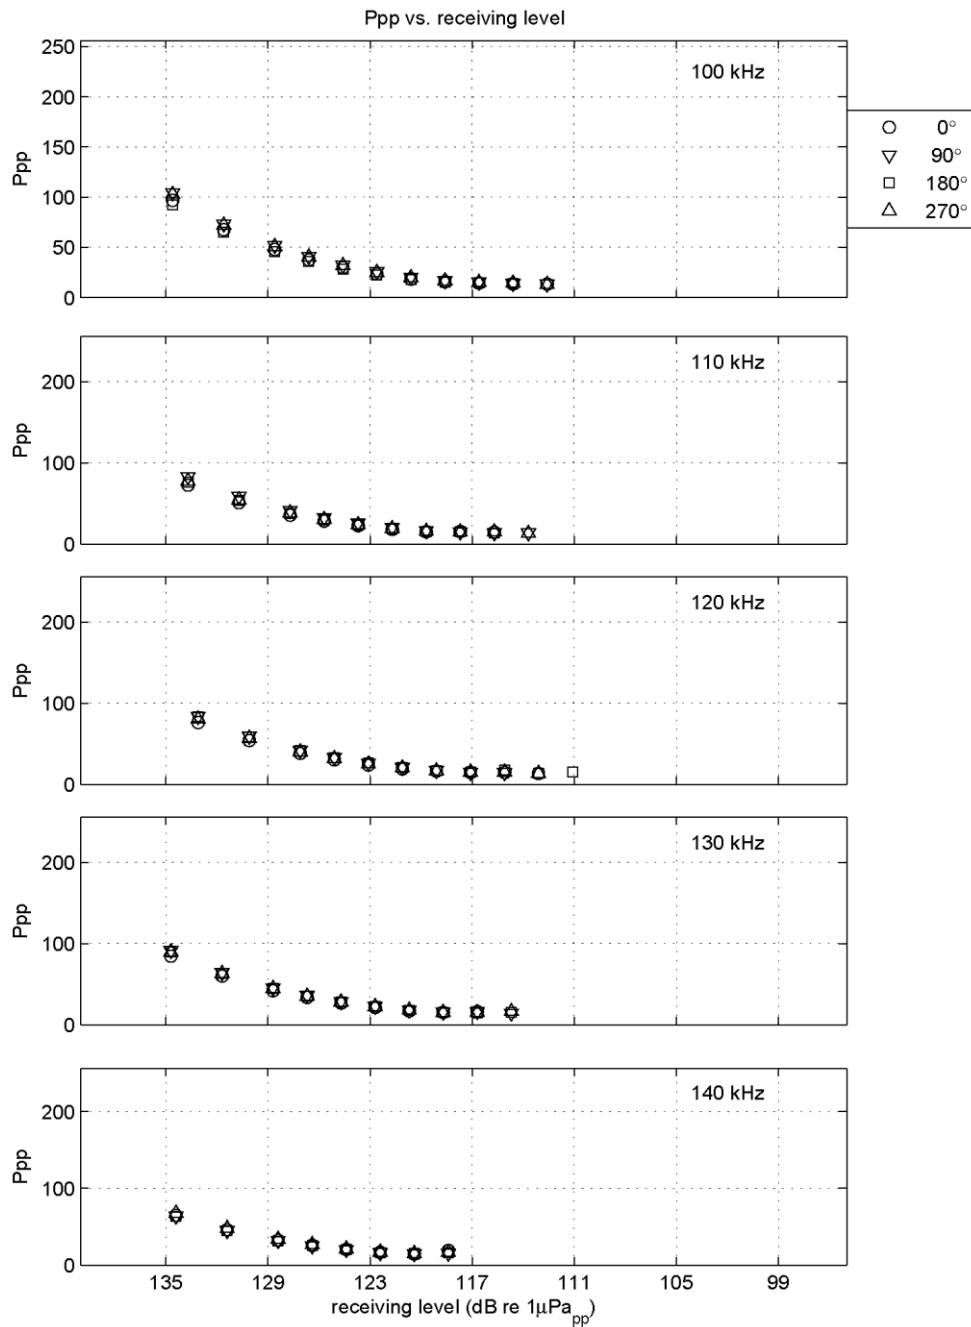 Ppp vs. receiving level
250
200
150
100
50
0
Ppp
100 kHz
0°
90°
180°
270°
200
100
0
Ppp
110 kHz
200
100
0
Ppp
120 kHz
200
100
0
Ppp
130 kHz
200
100
0
Ppp
140 kHz
135 129 123 117 111 105 99
receiving level (dB re 1μPa_pp)